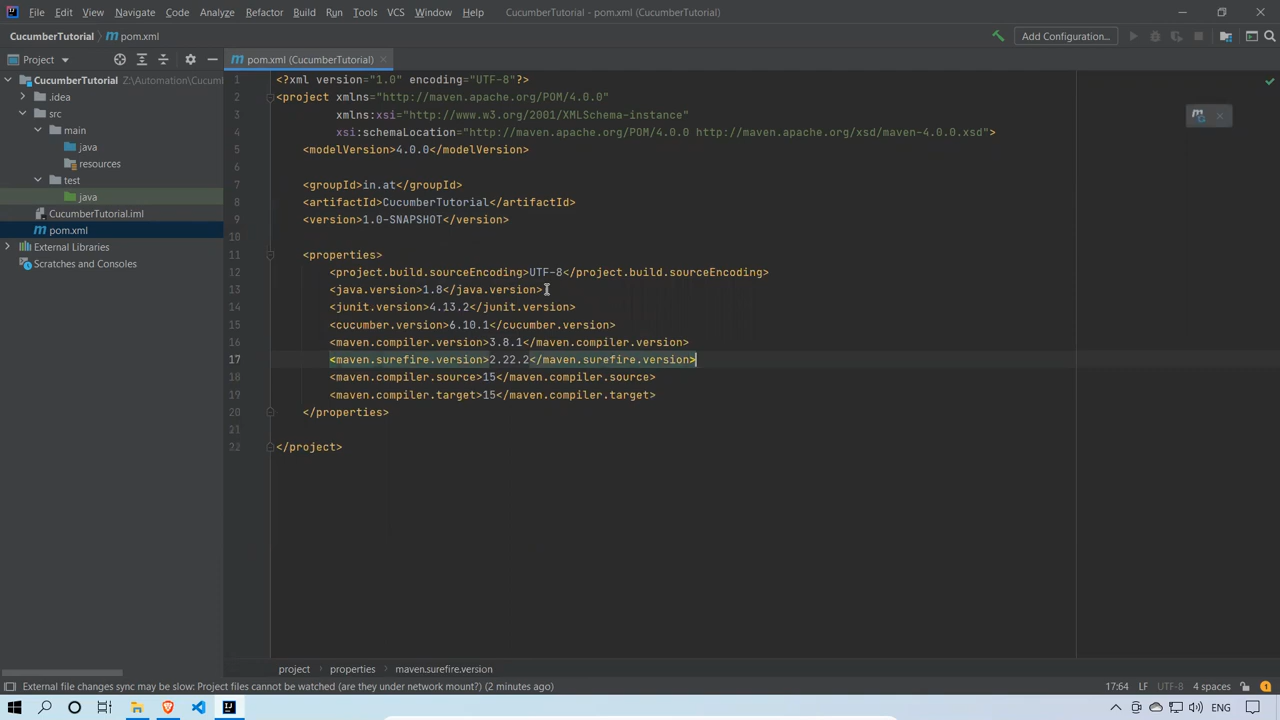 File Edit View Navigate Code Analyze Refactor Build Run Tools VCS Window Help CucumberTutorial - pom.xml (CucumberTutorial)
CucumberTutorial pom.xml Add Configuration...
Project pom.xml (CucumberTutorial)
CucumberTutorial Z:\Automation\Cucum
.idea
src
main
java
resources
test
java
CucumberTutorial.iml
pom.xml
External Libraries
Scratches and Consoles
1 <?xml version="1.0" encoding="UTF-8"?>
2 <project xmlns="http://maven.apache.org/POM/4.0.0"
3 xmlns:xsi="http://www.w3.org/2001/XMLSchema-instance"
4 xsi:schemaLocation="http://maven.apache.org/POM/4.0.0 http://maven.apache.org/xsd/maven-4.0.0.xsd">
5 <modelVersion>4.0.0</modelVersion>
6
7 <groupId>in.at</groupId>
8 <artifactId>CucumberTutorial</artifactId>
9 <version>1.0-SNAPSHOT</version>
10
11 <properties>
12 <project.build.sourceEncoding>UTF-8</project.build.sourceEncoding>
13 <java.version>1.8</java.version>
14 <junit.version>4.13.2</junit.version>
15 <cucumber.version>6.10.1</cucumber.version>
16 <maven.compiler.version>3.8.1</maven.compiler.version>
17 <maven.surefire.version>2.22.2</maven.surefire.version>
18 <maven.compiler.source>15</maven.compiler.source>
19 <maven.compiler.target>15</maven.compiler.target>
20 </properties>
21
22 </project>
project properties maven.surefire.version
External file changes sync may be slow: Project files cannot be watched (are they under network mount?) (2 minutes ago) 17:64 LF UTF-8 4 spaces
ENG